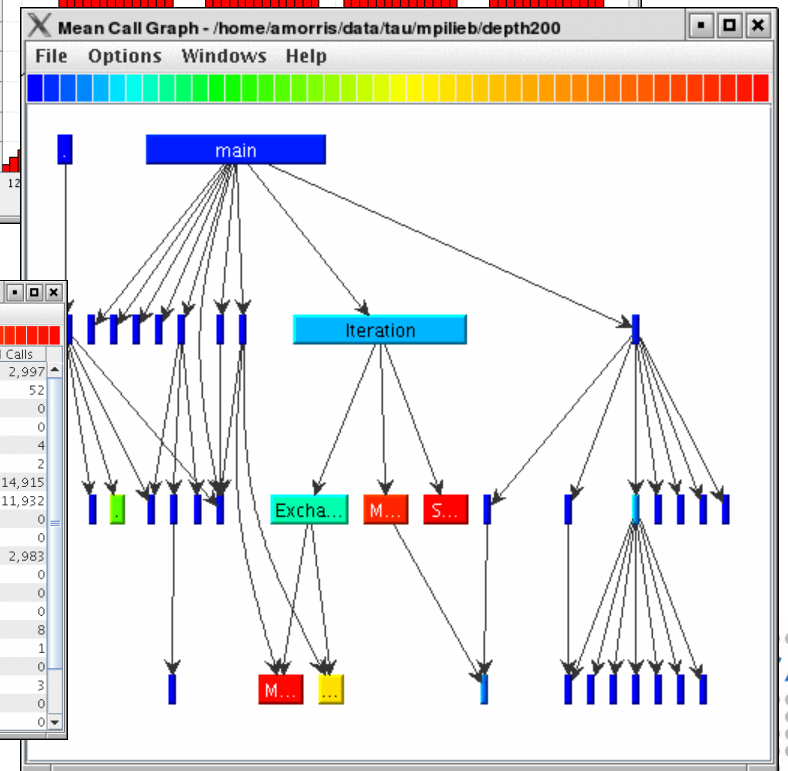 Mean Call Graph - /home/amorris/data/tau/mpilieb/depth200
File Options Windows Help
.
main
12
Iteration
Calls
2,997
52
0
0
4
2
14,915
11,932
0
0
2,983
0
0
0
8
1
0
3
0
0
.
Excha...
M...
S...
M...
...